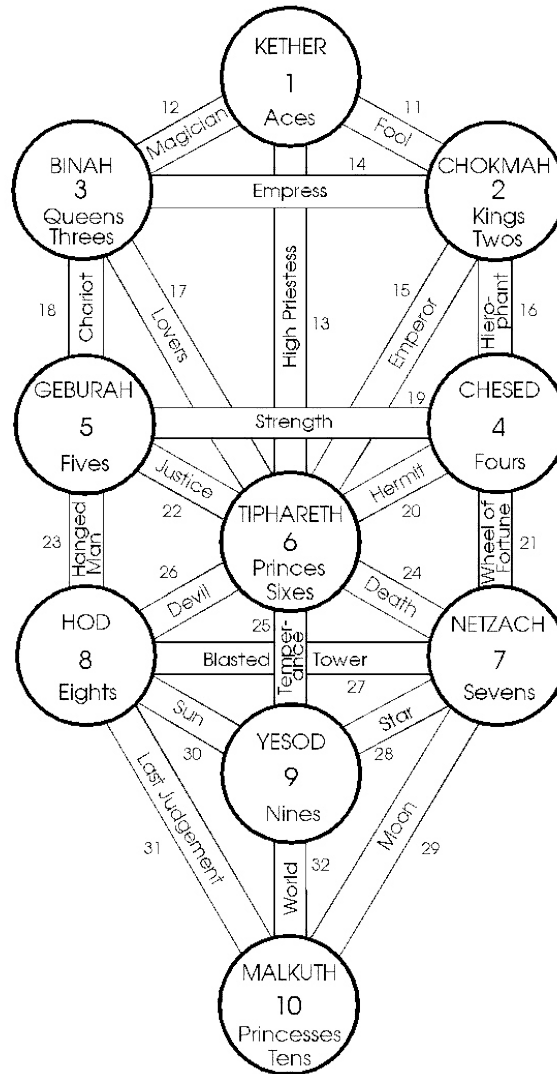 KETHER
1
Aces
12
Magician
11
Fool
BINAH
3
Queens
Threes
14
Empress
CHOKMAH
2
Kings
Twos
18
Chariot
17
Lovers
High Priestess
13
15
Emperor
Hiero-
phant
16
GEBURAH
5
Fives
19
Strength
CHESED
4
Fours
Justice
22
Hermit
20
23
Hanged
Man
TIPHARETH
6
Princes
Sixes
Wheel of
Fortune
21
26
Devil
24
Death
HOD
8
Eights
25
Temper-
ance
Blasted Tower
27
NETZACH
7
Sevens
Sun
30
Star
28
YESOD
9
Nines
Last Judgement
31
World
32
Moon
29
MALKUTH
10
Princesses
Tens